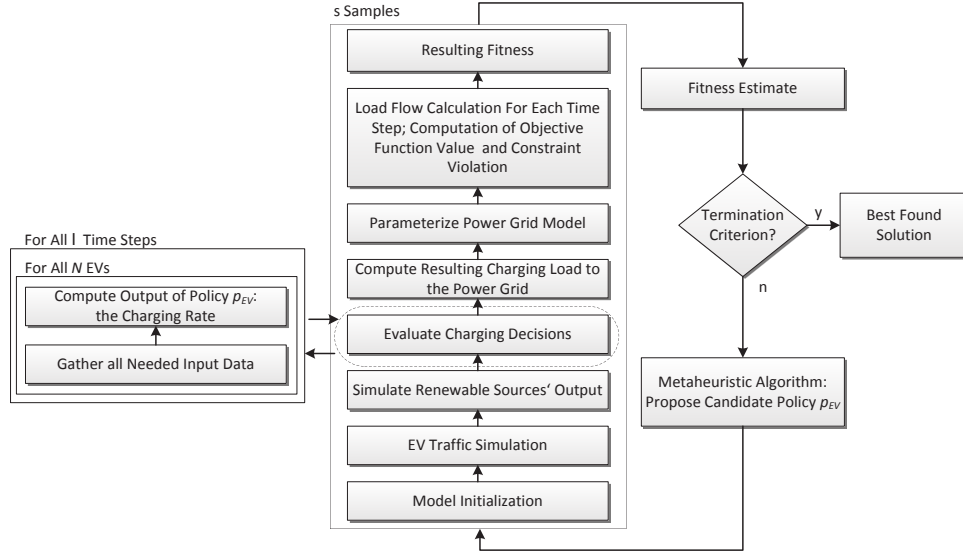 s Samples
Resulting Fitness
Load Flow Calculation For Each Time
Step; Computation of Objective
Function Value and Constraint
Violation
Parameterize Power Grid Model
Compute Resulting Charging Load to
the Power Grid
Evaluate Charging Decisions
Simulate Renewable Sources‘ Output
EV Traffic Simulation
Model Initialization
For All l Time Steps
For All N EVs
Compute Output of Policy pEV:
the Charging Rate
Gather all Needed Input Data
Fitness Estimate
Termination
Criterion?
y
Best Found
Solution
n
Metaheuristic Algorithm:
Propose Candidate Policy pEV